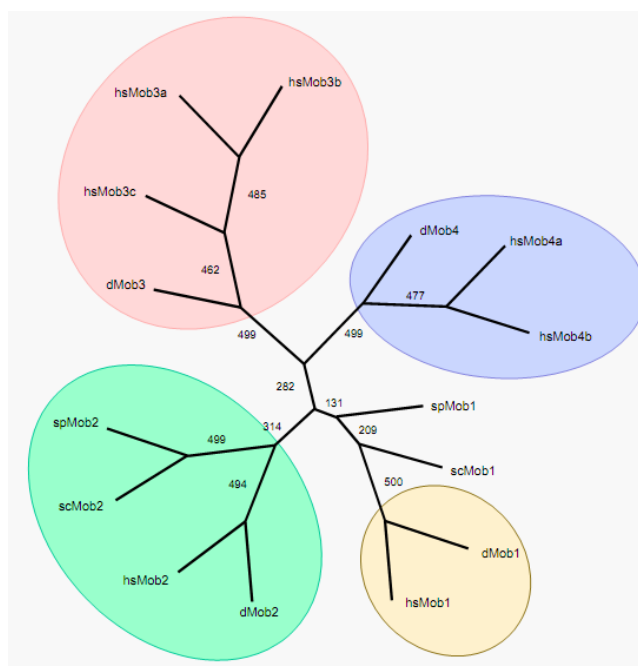 hsMob3a
hsMob3b
hsMob3c
485
462
dMob3
499
dMob4
hsMob4a
477
hsMob4b
499
282
131
spMob1
314
209
spMob2
499
scMob1
494
500
scMob2
dMob1
hsMob2
dMob2
hsMob1